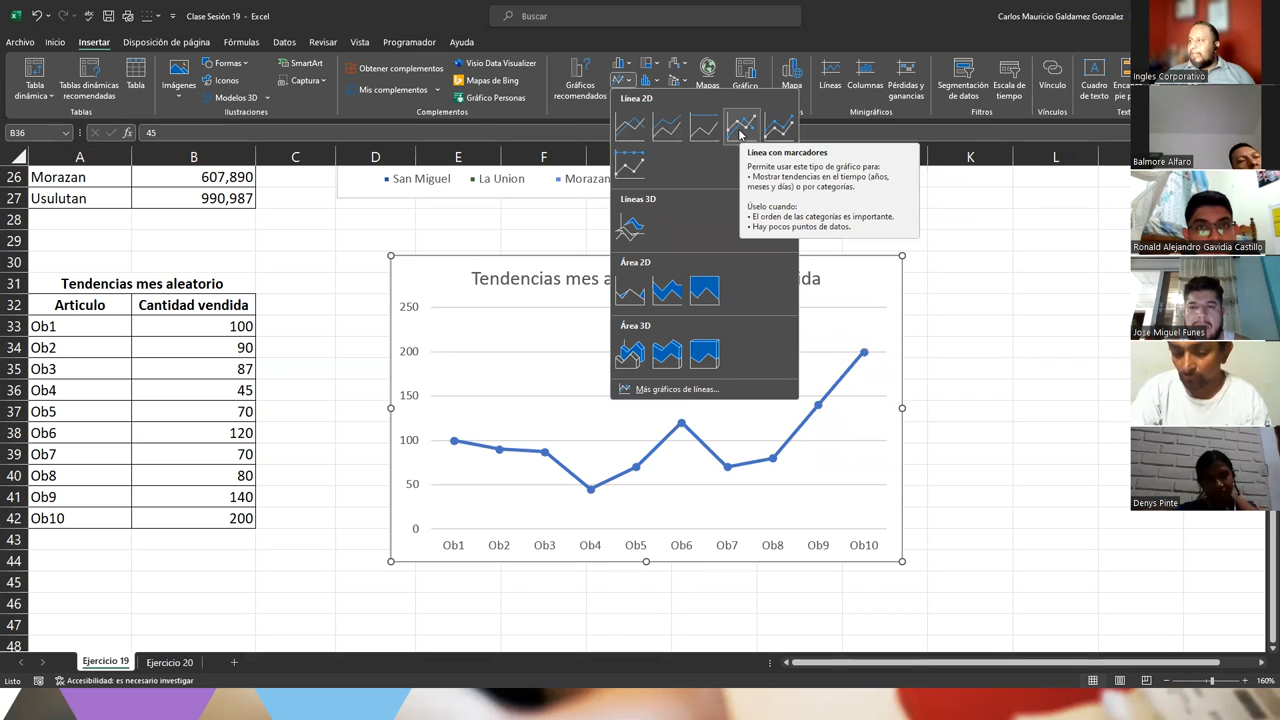 Clase Sesión 19 - Excel
Buscar
Carlos Mauricio Galdamez Gonzalez
Archivo Inicio Insertar Disposición de página Fórmulas Datos Revisar Vista Programador Ayuda
Tabla dinámica
Tablas dinámicas recomendadas
Tabla
Tablas
Imágenes
Formas
Iconos
Modelos 3D
SmartArt
Captura
Ilustraciones
Obtener complementos
Mis complementos
Visio Data Visualizer
Mapas de Bing
Gráfico Personas
Complementos
Gráficos recomendados
Mapas
Gráfico
Mapa
Líneas
Columnas
Pérdidas y ganancias
Minigráficos
Segmentación de datos
Escala de tiempo
Filtros
Vínculo
Vínculos
Cuadro de texto
Línea 2D
Línea con marcadores
Permite usar este tipo de gráfico para:
• Mostrar tendencias en el tiempo (años, meses y días) o por categorías.
Úselo cuando:
• El orden de las categorías es importante.
• Hay pocos puntos de datos.
Líneas 3D
Área 2D
Área 3D
Más gráficos de líneas...
B36
45
A B C D E F K L
26 Morazan 607,890
27 Usulutan 990,987
28
29
30
31 Tendencias mes aleatorio
32 Articulo Cantidad vendida
33 Ob1 100
34 Ob2 90
35 Ob3 87
36 Ob4 45
37 Ob5 70
38 Ob6 120
39 Ob7 70
40 Ob8 80
41 Ob9 140
42 Ob10 200
43
44
45
46
47
48
San Miguel La Union Morazan
Tendencias mes a
da
250
200
150
100
50
0
Ob1 Ob2 Ob3 Ob4 Ob5 Ob6 Ob7 Ob8 Ob9 Ob10
Ejercicio 19 Ejercicio 20
Listo
Accesibilidad: es necesario investigar
160%
Ingles Corporativo
Balmore Alfaro
Ronald Alejandro Gavidia Castillo
José Miguel Funes
Denys Pinte